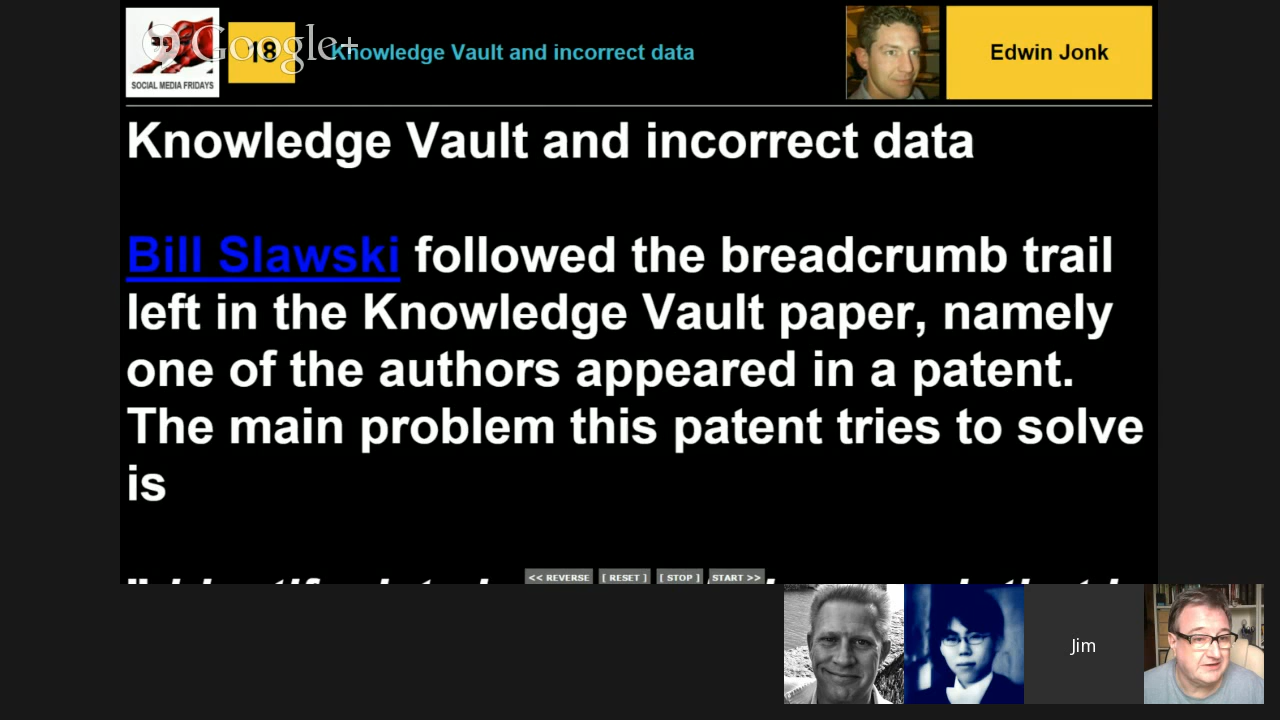 Google+
SOCIAL MEDIA FRIDAYS
18
Knowledge Vault and incorrect data
Edwin Jonk
Knowledge Vault and incorrect data
Bill Slawski followed the breadcrumb trail
left in the Knowledge Vault paper, namely
one of the authors appeared in a patent.
The main problem this patent tries to solve
is
<< REVERSE [ RESET ] [ STOP ] START >>
Jim